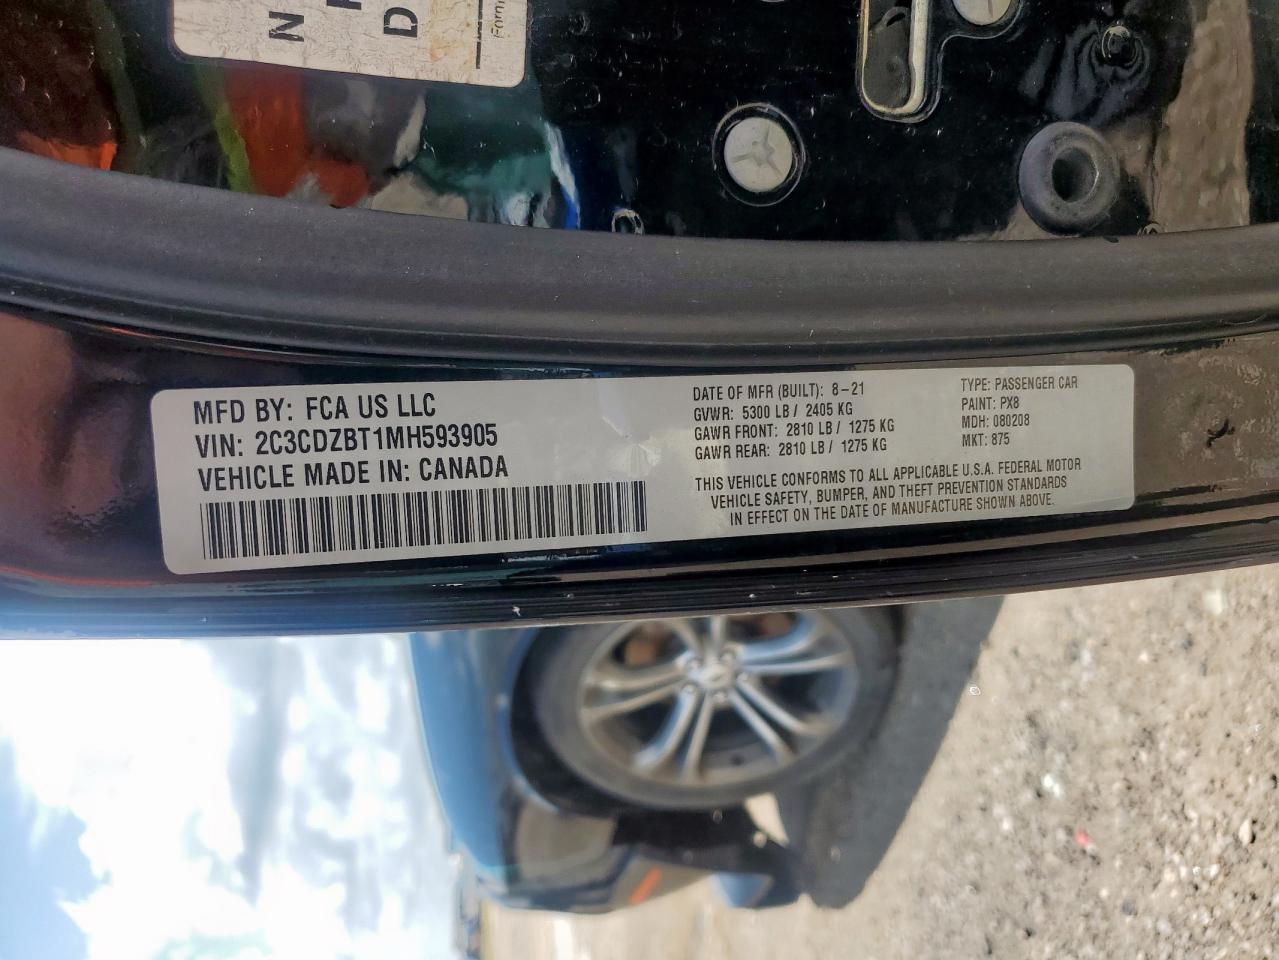 MFD BY: FCA US LLC
VIN: 2C3CDZBT1MH593905
VEHICLE MADE IN: CANADA
DATE OF MFR (BUILT): 8-21
GVWR: 5300 LB / 2405 KG
GAWR FRONT: 2810 LB / 1275 KG
GAWR REAR: 2810 LB / 1275 KG
TYPE: PASSENGER CAR
PAINT: PX8
MDH: 080208
MKT: 875
THIS VEHICLE CONFORMS TO ALL APPLICABLE U.S.A. FEDERAL MOTOR
VEHICLE SAFETY, BUMPER, AND THEFT PREVENTION STANDARDS
IN EFFECT ON THE DATE OF MANUFACTURE SHOWN ABOVE.